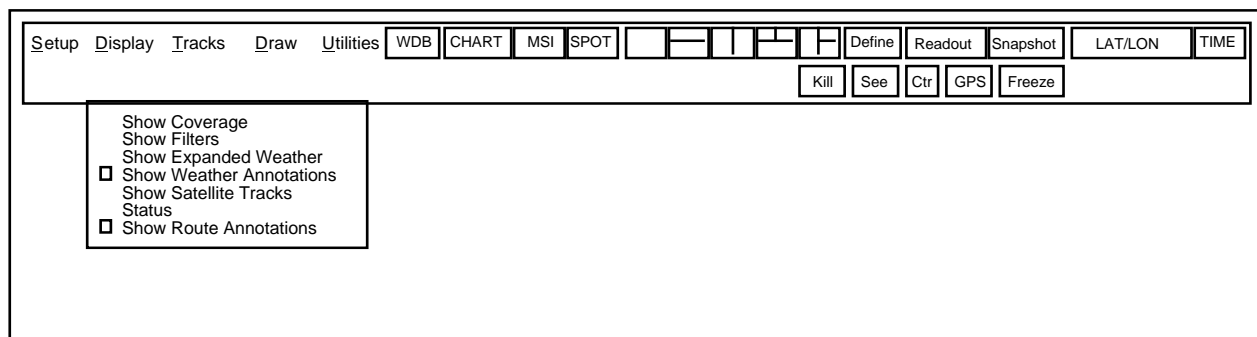 Setup Display Tracks Draw Utilities WDB CHART MSI SPOT Define Readout Snapshot LAT/LON TIME
Kill See Ctr GPS Freeze
Show Coverage
Show Filters
Show Expanded Weather
Show Weather Annotations
Show Satellite Tracks
Status
Show Route Annotations